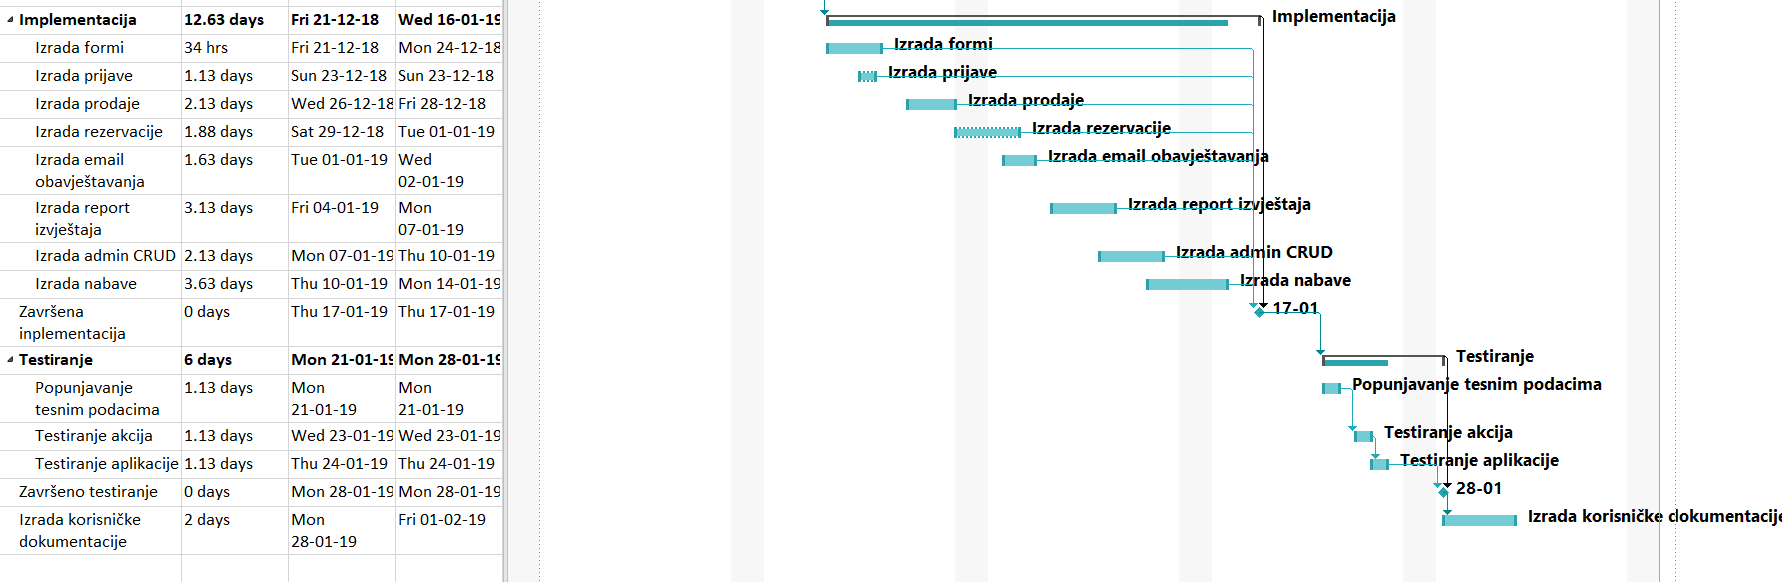 Implementacija 12.63 days Fri 21-12-18 Wed 16-01-19 Implementacija
Izrada formi 34 hrs Fri 21-12-18 Mon 24-12-18 Izrada formi
Izrada prijave 1.13 days Sun 23-12-18 Sun 23-12-18 Izrada prijave
Izrada prodaje 2.13 days Wed 26-12-18 Fri 28-12-18 Izrada prodaje
Izrada rezervacije 1.88 days Sat 29-12-18 Tue 01-01-19 Izrada rezervacije
Izrada email 1.63 days Tue 01-01-19 Wed Izrada email obavještavanja
obavještavanja 02-01-19
Izrada report 3.13 days Fri 04-01-19 Mon Izrada report izvještaja
izvještaja 07-01-19
Izrada admin CRUD 2.13 days Mon 07-01-19 Thu 10-01-19 Izrada admin CRUD
Izrada nabave 3.63 days Thu 10-01-19 Mon 14-01-19 Izrada nabave
Završena 0 days Thu 17-01-19 Thu 17-01-19 17-01
inplementacija
Testiranje 6 days Mon 21-01-19 Mon 28-01-19 Testiranje
Popunjavanje 1.13 days Mon Mon Popunjavanje tesnim podacima
tesnim podacima 21-01-19 21-01-19
Testiranje akcija 1.13 days Wed 23-01-19 Wed 23-01-19 Testiranje akcija
Testiranje aplikacije 1.13 days Thu 24-01-19 Thu 24-01-19 Testiranje aplikacije
Završeno testiranje 0 days Mon 28-01-19 Mon 28-01-19 28-01
Izrada korisničke 2 days Mon Fri 01-02-19 Izrada korisničke dokumentacije
dokumentacije 28-01-19